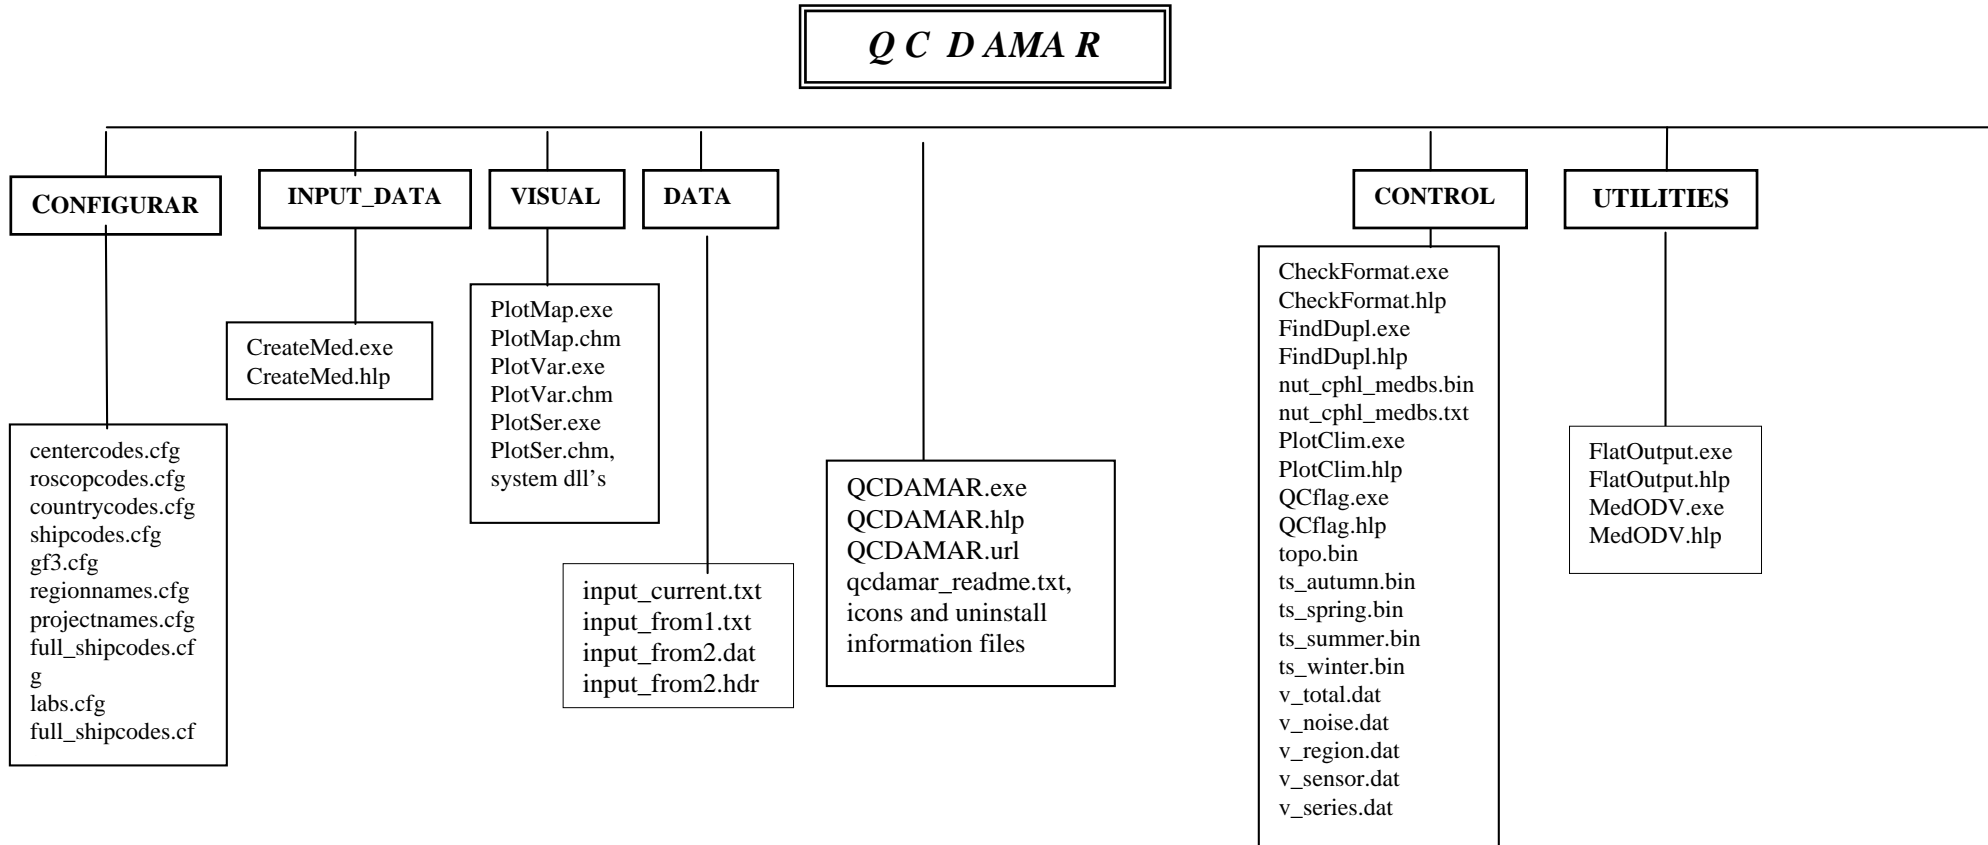 Q C D AMA R
CONFIGURAR
INPUT_DATA
VISUAL
DATA
CONTROL
UTILITIES
centercodes.cfg
roscopcodes.cfg
countrycodes.cfg
shipcodes.cfg
gf3.cfg
regionnames.cfg
projectnames.cfg
full_shipcodes.cf
g
labs.cfg
full_shipcodes.cf
CreateMed.exe
CreateMed.hlp
PlotMap.exe
PlotMap.chm
PlotVar.exe
PlotVar.chm
PlotSer.exe
PlotSer.chm,
system dll's
input_current.txt
input_from1.txt
input_from2.dat
input_from2.hdr
QCDAMAR.exe
QCDAMAR.hlp
QCDAMAR.url
qcdamar_readme.txt,
icons and uninstall
information files
CheckFormat.exe
CheckFormat.hlp
FindDupl.exe
FindDupl.hlp
nut_cphl_medbs.bin
nut_cphl_medbs.txt
PlotClim.exe
PlotClim.hlp
QCflag.exe
QCflag.hlp
topo.bin
ts_autumn.bin
ts_spring.bin
ts_summer.bin
ts_winter.bin
v_total.dat
v_noise.dat
v_region.dat
v_sensor.dat
v_series.dat
FlatOutput.exe
FlatOutput.hlp
MedODV.exe
MedODV.hlp